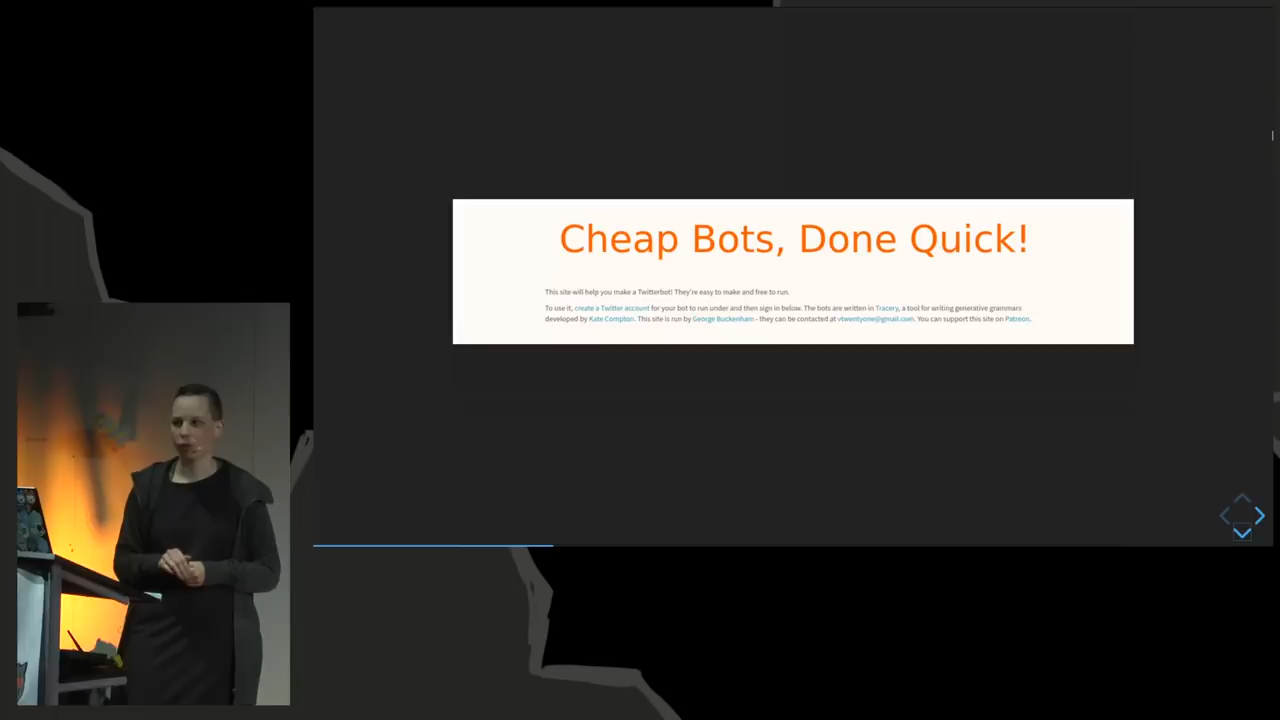 Cheap Bots, Done Quick!
This site will help you make a Twitterbot! They're easy to make and free to run.
To use it, create a Twitter account for your bot to run under and then sign in below. The bots are written in Tracery, a tool for writing generative grammars
developed by Kate Compton. This site is run by George Buckenham - they can be contacted at vtwentyone@gmail.com. You can support this site on Patreon.